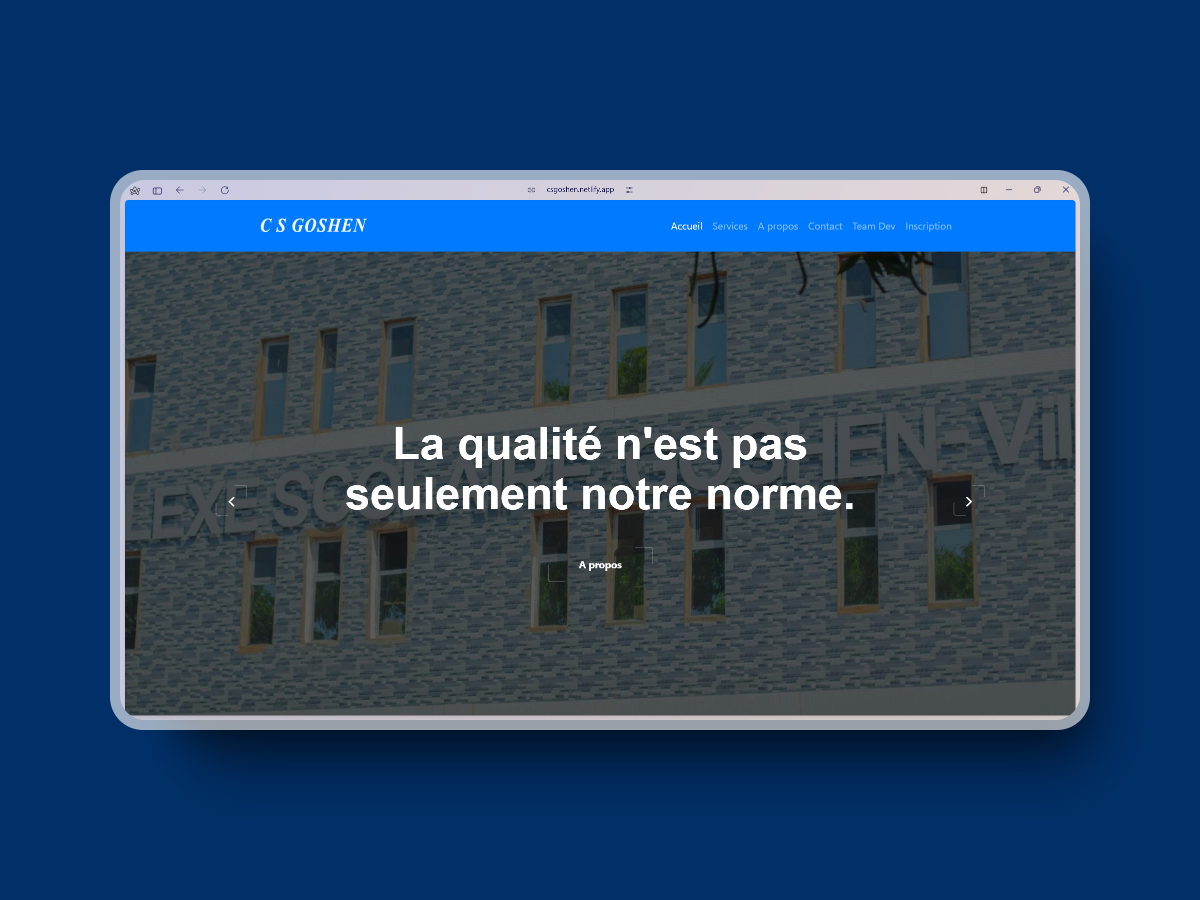 csgoshen.netlify.app
C S GOSHEN
Accueil Services A propos Contact Team Dev Inscription
LEXE SCOLAIRE GOSHEN-Vil
La qualité n'est pas
seulement notre norme.
A propos